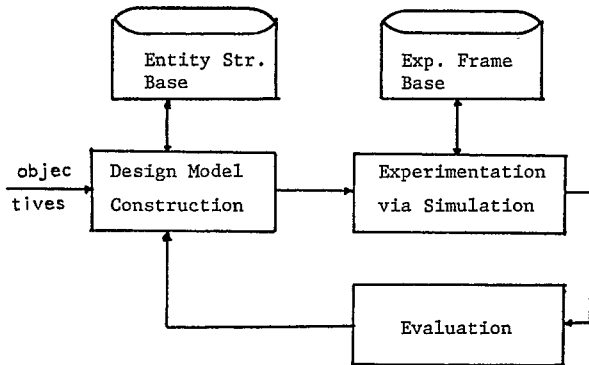 Entity Str.
Base
Exp. Frame
Base
objec
tives
Design Model
Construction
Experimentation
via Simulation
Evaluation